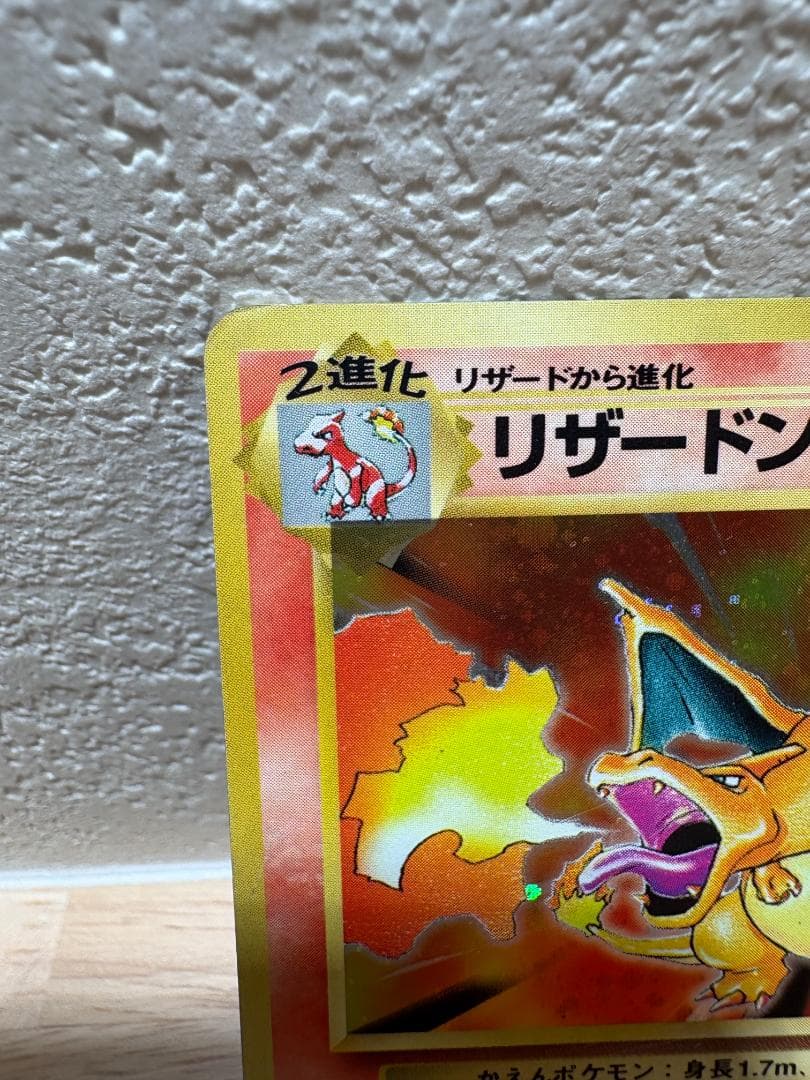 2進化 リザードから進化
リザードン
かえんポケモン：身長1.7m、